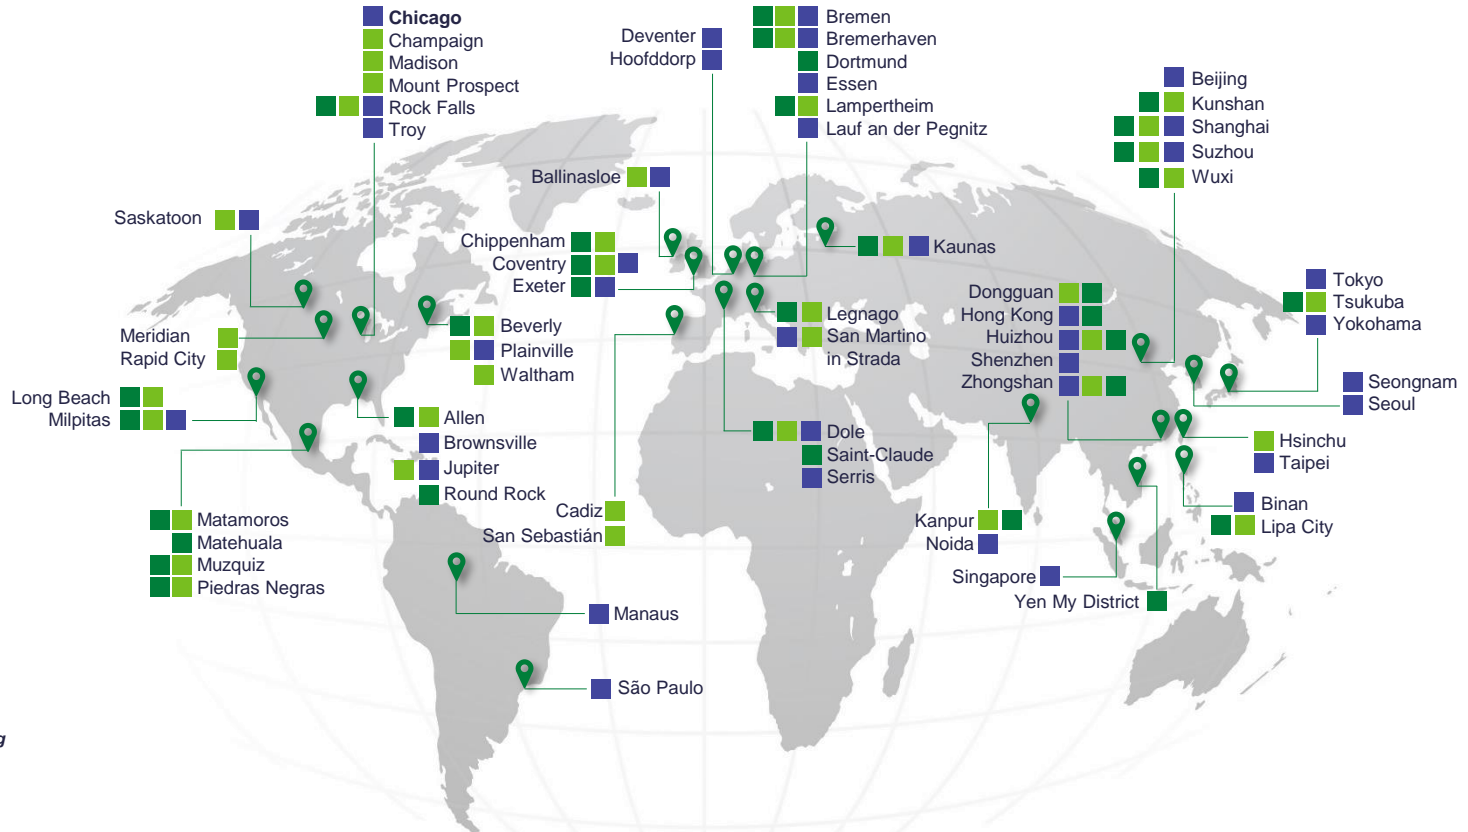 Chicago
Champaign
Madison
Mount Prospect
Rock Falls
Troy
Deventer
Hoofddorp
Bremen
Bremerhaven
Dortmund
Essen
Lampertheim
Lauf an der Pegnitz
Beijing
Kunshan
Shanghai
Suzhou
Wuxi
Ballinasloe
Saskatoon
Chippenham
Coventry
Exeter
Kaunas
Tokyo
Tsukuba
Yokohama
Dongguan
Hong Kong
Huizhou
Shenzhen
Zhongshan
Legnago
San Martino
in Strada
Meridian
Rapid City
Beverly
Plainville
Waltham
Long Beach
Milpitas
Seongnam
Seoul
Allen
Brownsville
Jupiter
Round Rock
Dole
Saint-Claude
Serris
Hsinchu
Taipei
Cadiz
San Sebastián
Binan
Lipa City
Matamoros
Matehuala
Muzquiz
Piedras Negras
Kanpur
Noida
Singapore
Yen My District
Manaus
São Paulo
g